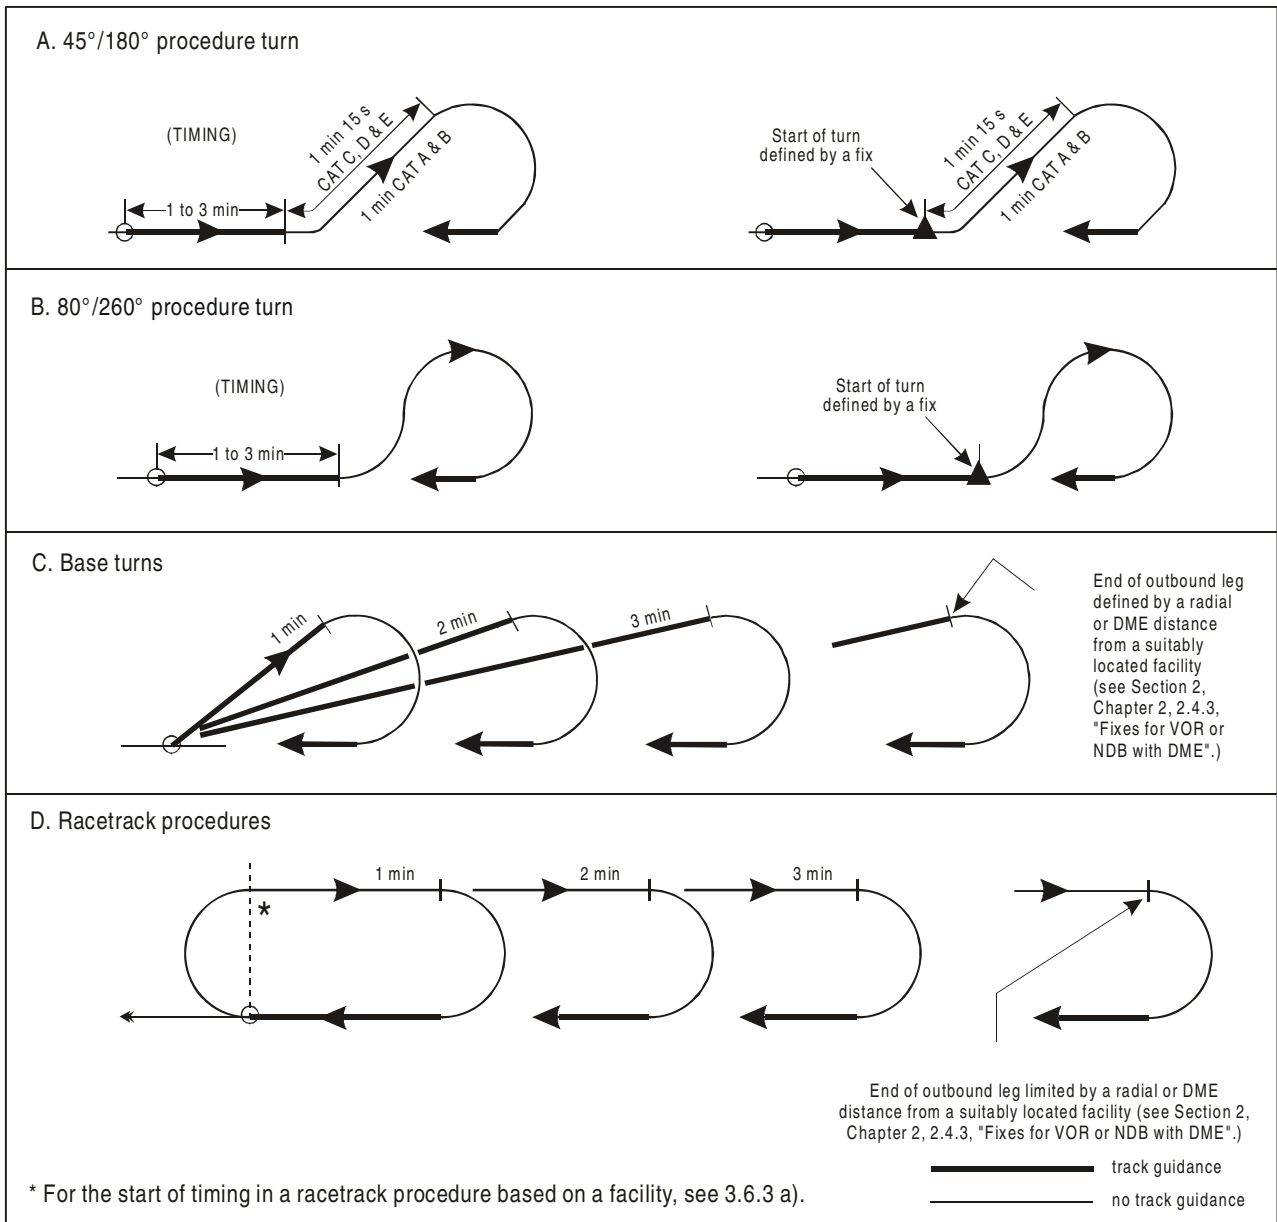 A. 45°/180° procedure turn
(TIMING)
1 to 3 min
1 min 15 s
CAT C, D & E
1 min CAT A & B
Start of turn
defined by a fix
1 min 15 s
CAT C, D & E
1 min CAT A & B
B. 80°/260° procedure turn
(TIMING)
1 to 3 min
Start of turn
defined by a fix
C. Base turns
1 min
2 min
3 min
End of outbound leg
defined by a radial
or DME distance
from a suitably
located facility
(see Section 2,
Chapter 2, 2.4.3,
"Fixes for VOR or
NDB with DME".)
D. Racetrack procedures
1 min
2 min
3 min
*
End of outbound leg limited by a radial or DME
distance from a suitably located facility (see Section 2,
Chapter 2, 2.4.3, "Fixes for VOR or NDB with DME".)
track guidance
no track guidance
* For the start of timing in a racetrack procedure based on a facility, see 3.6.3 a).